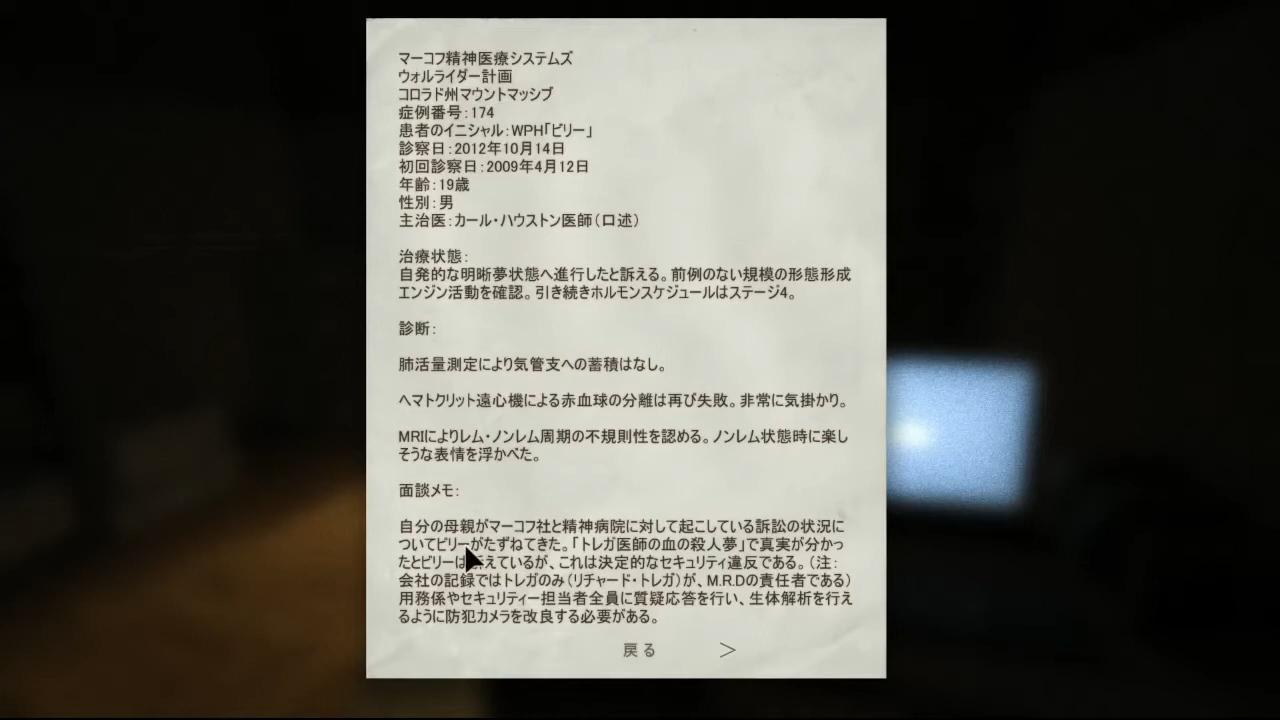 マーコフ精神医療システムズ
ウォルライダー計画
コロラド州マウントマッシブ
症例番号：174
患者のイニシャル：WPH「ビリー」
診察日：2012年10月14日
初回診察日：2009年4月12日
年齢：19歳
性別：男
主治医：カール・ハウストン医師（口述）
治療状態：
自発的な明晰夢状態へ進行したと訴える。前例のない規模の形態形成
エンジン活動を確認。引き続きホルモンスケジュールはステージ4。
診断：
肺活量測定により気管支への蓄積はなし。
ヘマトクリット遠心機による赤血球の分離は再び失敗。非常に気掛かり。
MRIによりレム・ノンレム周期の不規則性を認める。ノンレム状態時に楽し
そうな表情を浮かべた。
面談メモ：
自分の母親がマーコフ社と精神病院に対して起こしている訴訟の状況に
ついてビリーがたずねてきた。「トレガ医師の血の殺人夢」で真実が分かっ
たとビリーは訴えているが、これは決定的なセキュリティ違反である。（注：
会社の記録ではトレガのみ（リチャード・トレガ）が、M.R.Dの責任者である）
用務係やセキュリティー担当者全員に質疑応答を行い、生体解析を行え
るように防犯カメラを改良する必要がある。
戻る ＞